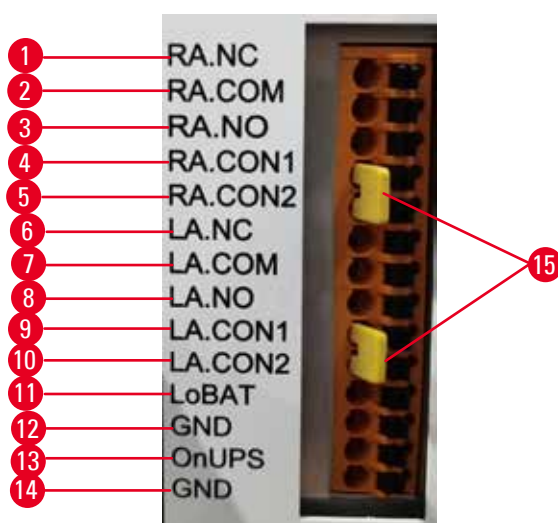 1 RA.NC
2 RA.COM
3 RA.NO
4 RA.CON1
5 RA.CON2
6 LA.NC
7 LA.COM
8 LA.NO
9 LA.CON1
10 LA.CON2
11 LoBAT
12 GND
13 OnUPS
14 GND
15